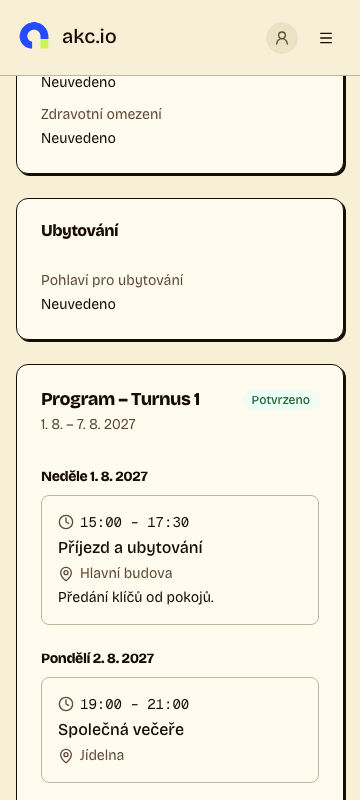 akc.io
Neuvedeno
Zdravotní omezení
Neuvedeno
Ubytování
Pohlaví pro ubytování
Neuvedeno
Program – Turnus 1
Potvrzeno
1. 8. – 7. 8. 2027
Neděle 1. 8. 2027
15:00 – 17:30
Příjezd a ubytování
Hlavní budova
Předání klíčů od pokojů.
Pondělí 2. 8. 2027
19:00 – 21:00
Společná večeře
Jídelna